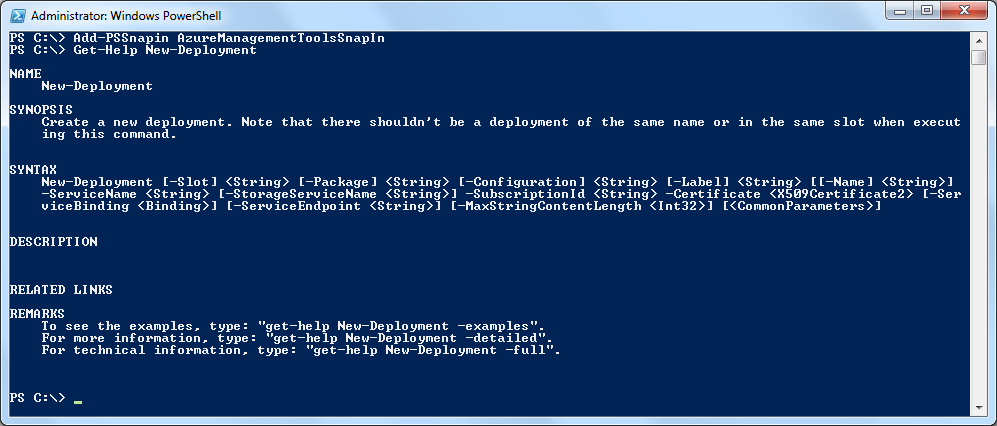 Administrator: Windows PowerShell
PS C:\> Add-PSSnapin AzureManagementToolsSnapIn
PS C:\> Get-Help New-Deployment
NAME
New-Deployment
SYNOPSIS
Create a new deployment. Note that there shouldn't be a deployment of the same name or in the same slot when execut
ing this command.
SYNTAX
New-Deployment [-Slot] <String> [-Package] <String> [-Configuration] <String> [-Label] <String> [[-Name] <String>]
-ServiceName <String> [-StorageServiceName <String>] -SubscriptionId <String> -Certificate <X509Certificate2> [-Ser
viceBinding <Binding>] [-ServiceEndpoint <String>] [-MaxStringContentLength <Int32>] [<CommonParameters>]
DESCRIPTION
RELATED LINKS
REMARKS
To see the examples, type: "get-help New-Deployment -examples".
For more information, type: "get-help New-Deployment -detailed".
For technical information, type: "get-help New-Deployment -full".
PS C:\> _